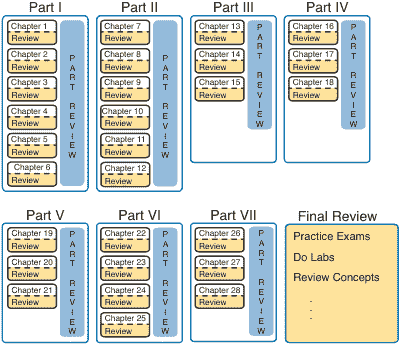 Part I
Chapter 1
Review
Chapter 2
Review
Chapter 3
Review
Chapter 4
Review
Chapter 5
Review
Chapter 6
Review
PART REVIEW
Part II
Chapter 7
Review
Chapter 8
Review
Chapter 9
Review
Chapter 10
Review
Chapter 11
Review
Chapter 12
Review
PART REVIEW
Part III
Chapter 13
Review
Chapter 14
Review
Chapter 15
Review
PART REVIEW
Part IV
Chapter 16
Review
Chapter 17
Review
Chapter 18
Review
PART REVIEW
Part V
Chapter 19
Review
Chapter 20
Review
Chapter 21
Review
PART REVIEW
Part VI
Chapter 22
Review
Chapter 23
Review
Chapter 24
Review
Chapter 25
Review
PART REVIEW
Part VII
Chapter 26
Review
Chapter 27
Review
Chapter 28
Review
PART REVIEW
Final Review
Practice Exams
Do Labs
Review Concepts
.
.
.